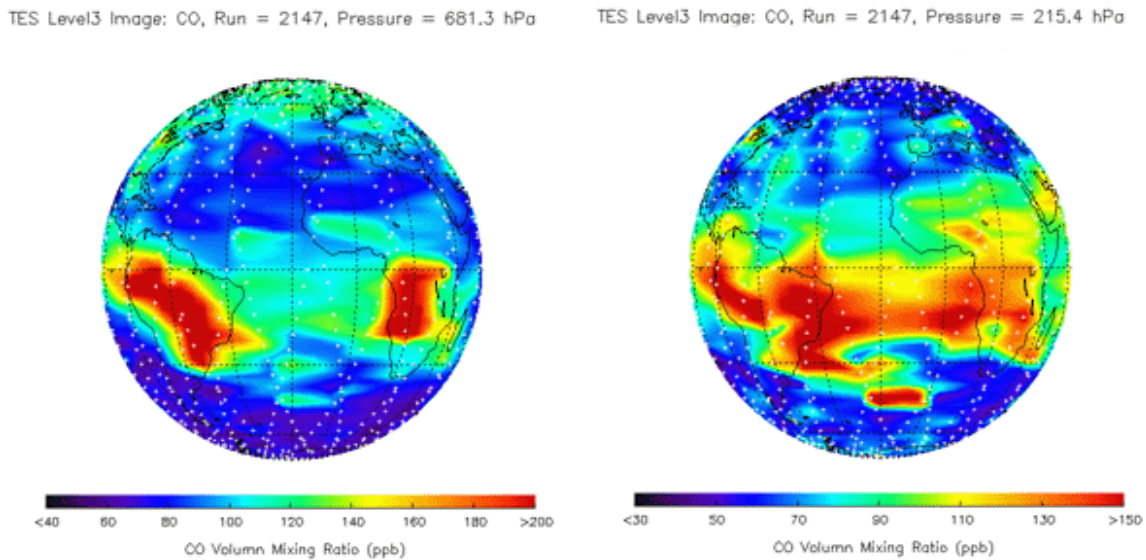 TES Level3 Image: CO, Run = 2147, Pressure = 681.3 hPa
TES Level3 Image: CO, Run = 2147, Pressure = 215.4 hPa
<40 60 80 100 120 140 160 180 >200
CO Volumn Mixing Ratio (ppb)
<30 50 70 90 110 130 >150
CO Volumn Mixing Ratio (ppb)